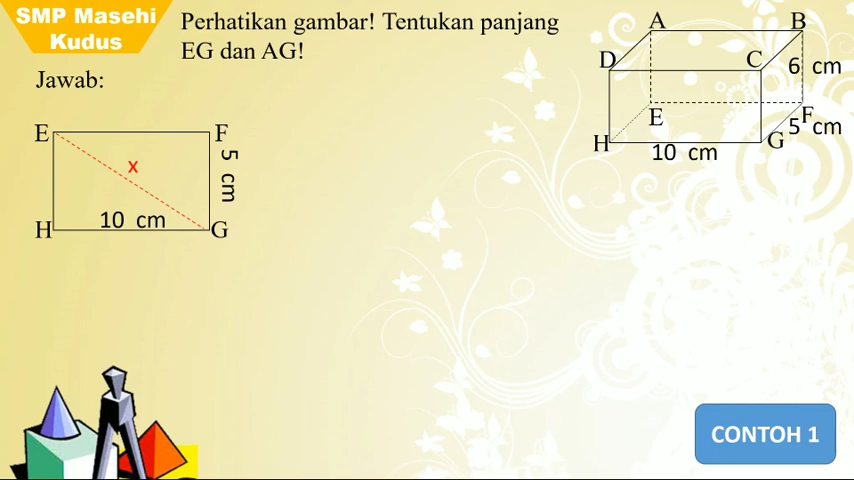 SMP Masehi
Kudus
Perhatikan gambar! Tentukan panjang
EG dan AG!
Jawab:
A
B
D
C
6 cm
E
F
5 cm
H
G
10 cm
E
F
x
5 cm
10 cm
H
G
CONTOH 1